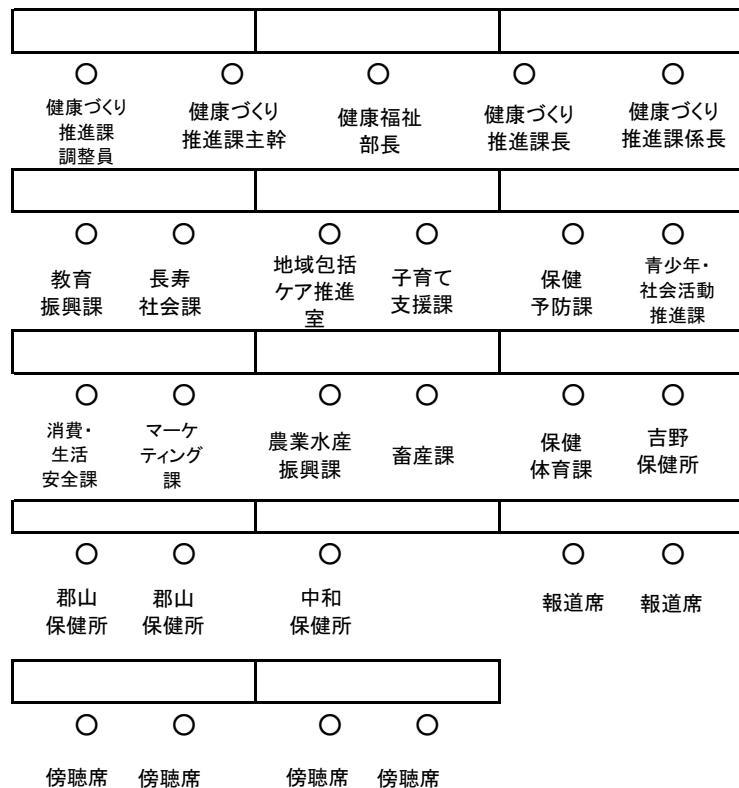 ○ ○ ○ ○ ○
健康づくり
推進課
調整員
健康づくり
推進課主幹
健康福祉
部長
健康づくり
推進課長
健康づくり
推進課係長
○ ○ ○ ○ ○ ○
教育
振興課
長寿
社会課
地域包括
ケア推進
室
子育て
支援課
保健
予防課
青少年・
社会活動
推進課
○ ○ ○ ○ ○ ○
消費・
生活
安全課
マーケ
ティング
課
農業水産
振興課
畜産課
保健
体育課
吉野
保健所
○ ○ ○ ○ ○
郡山
保健所
郡山
保健所
中和
保健所
報道席
報道席
○ ○ ○ ○
傍聴席
傍聴席
傍聴席
傍聴席